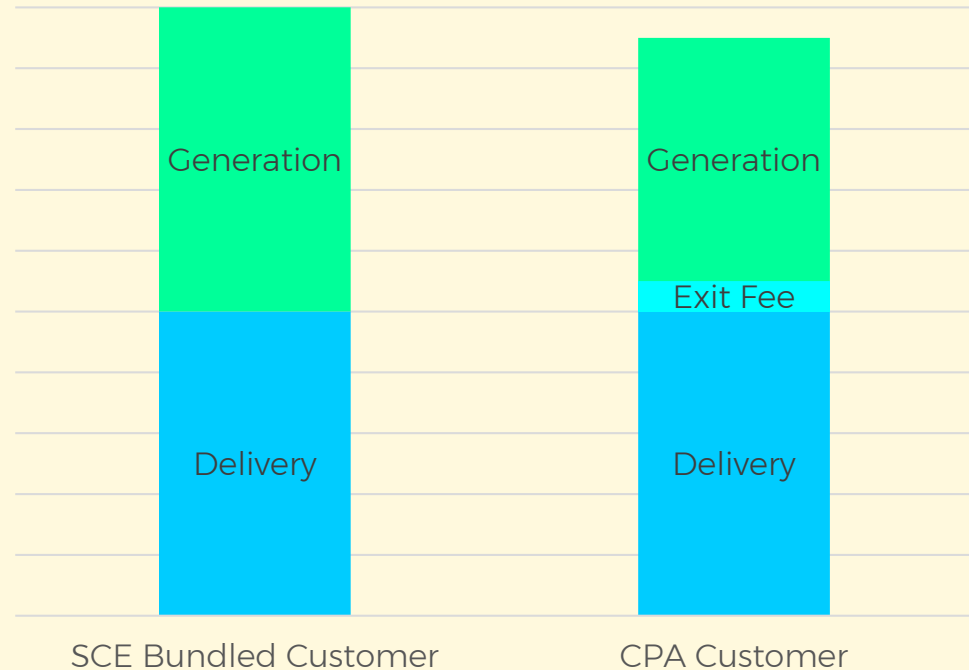 Generation
Generation
Exit Fee
Delivery
Delivery
SCE Bundled Customer
CPA Customer